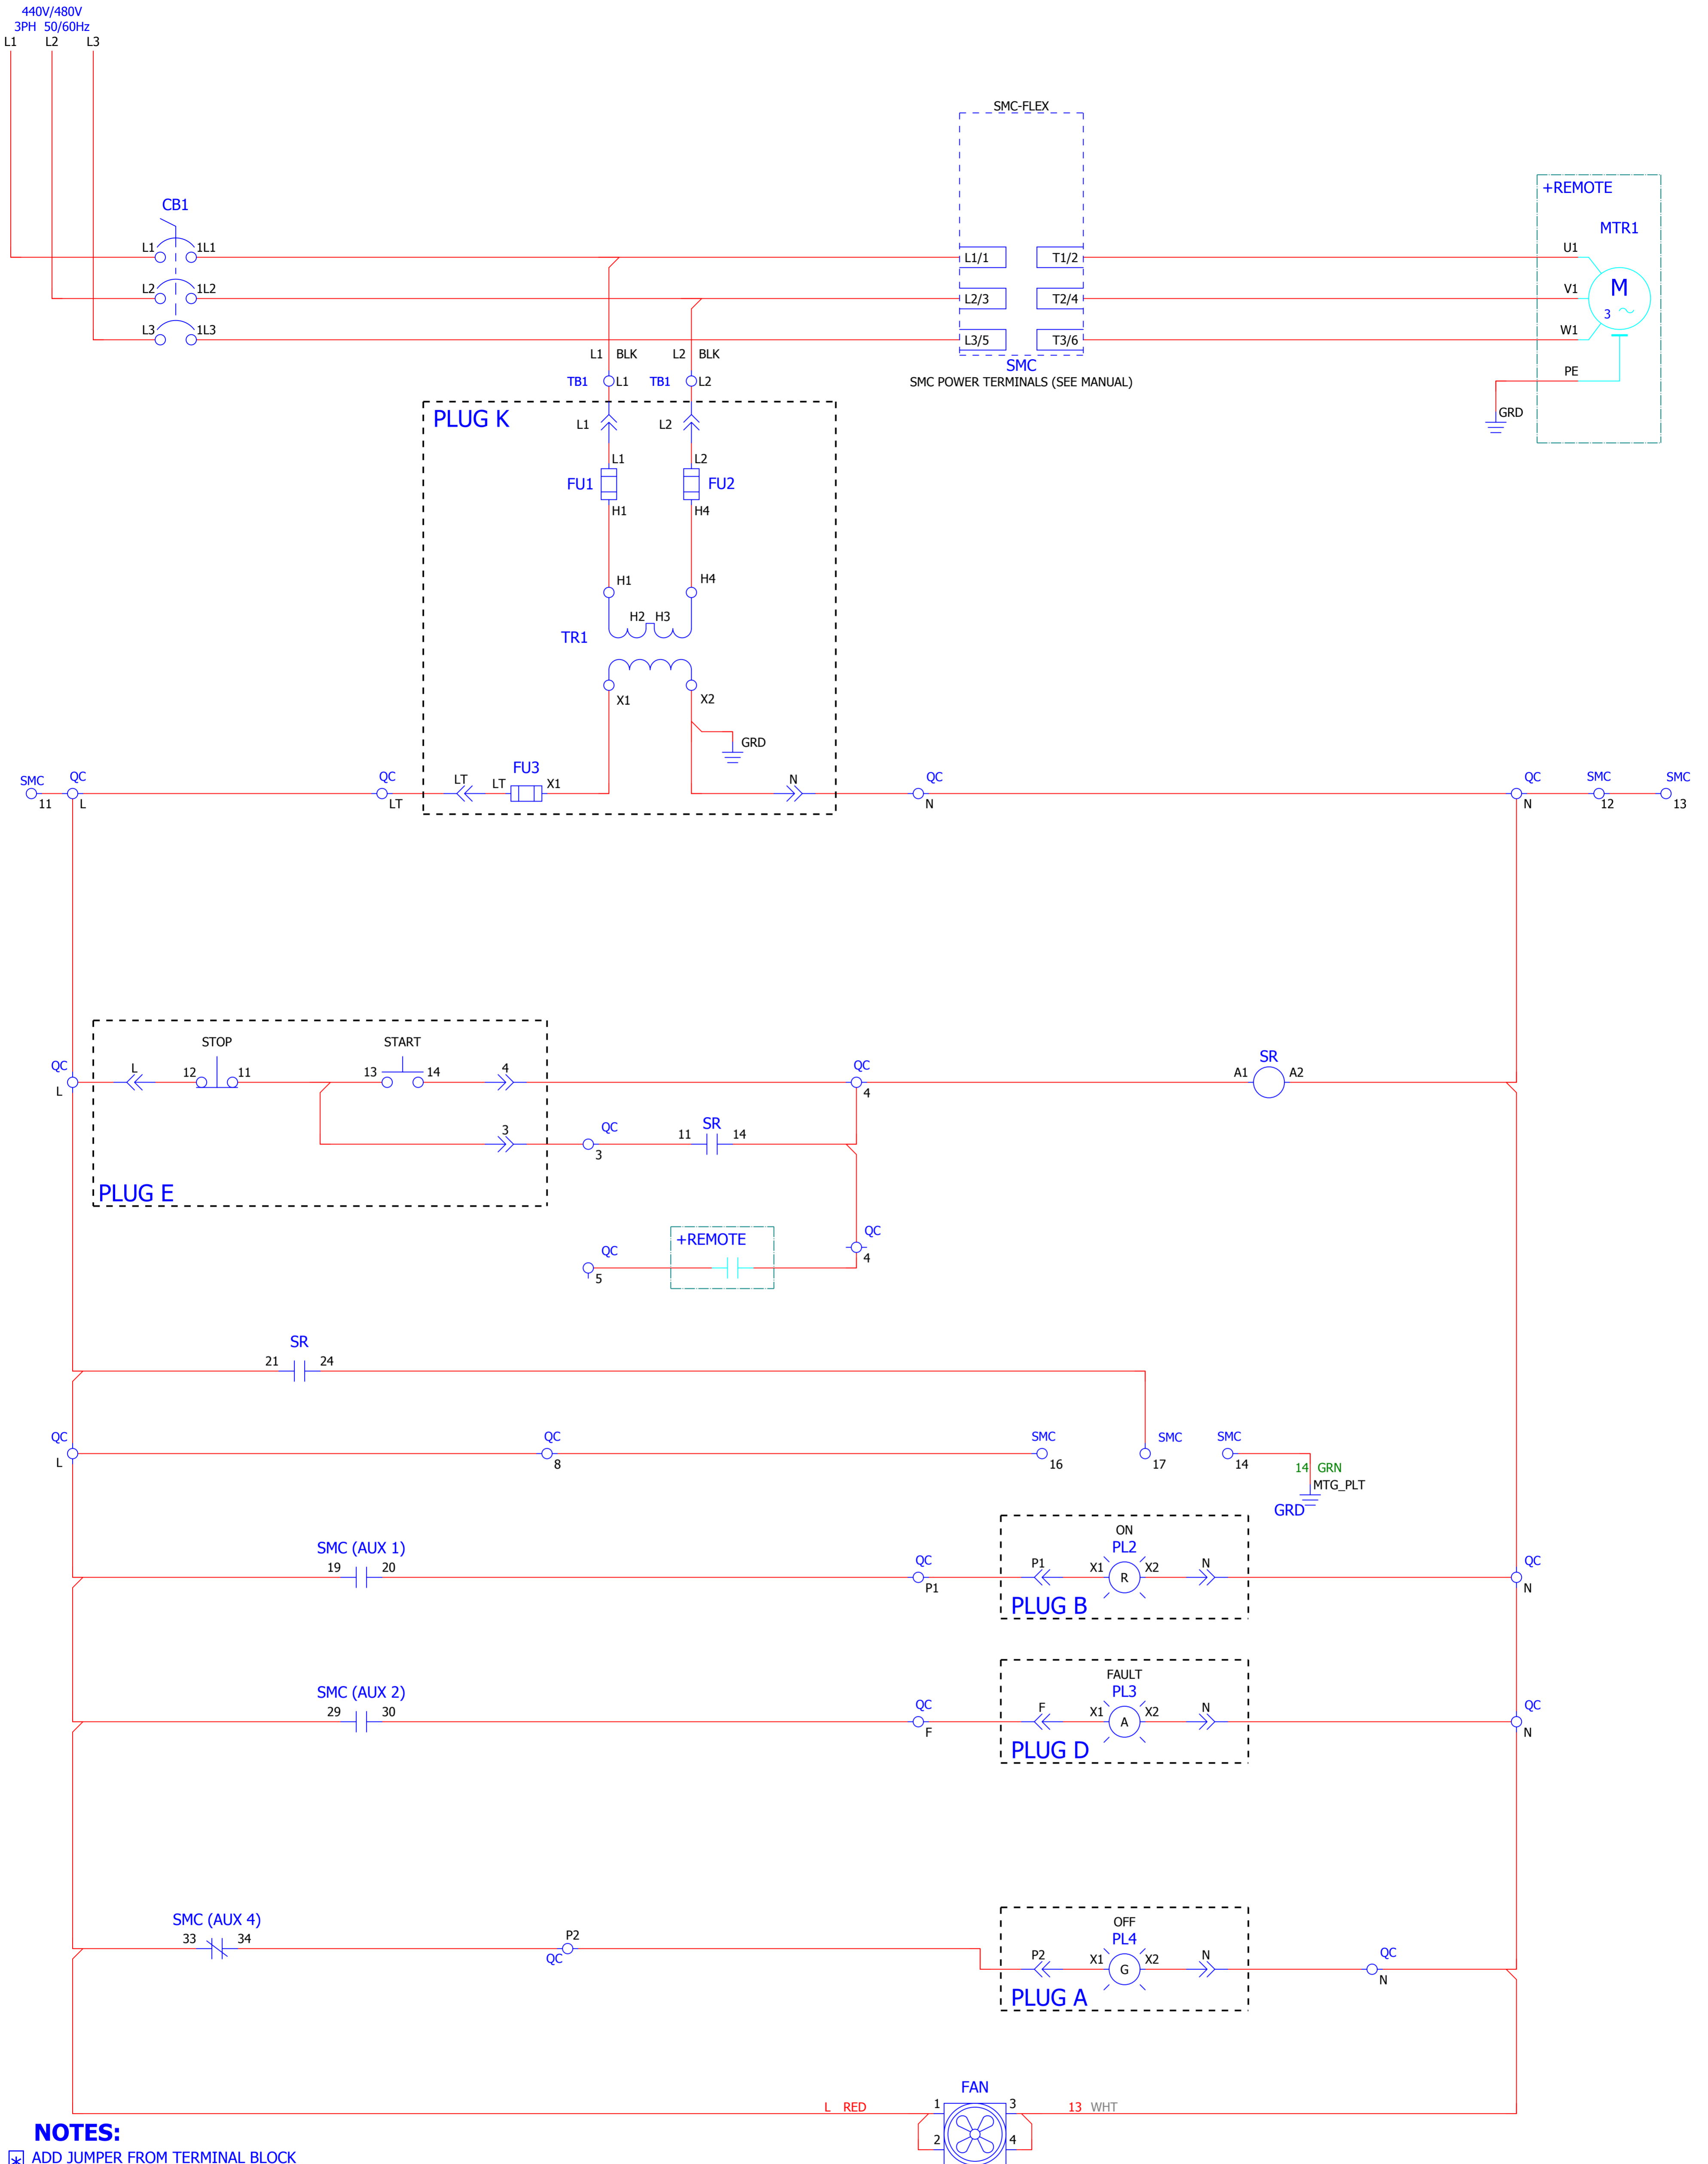 440V/480V
3PH 50/60Hz
L1 L2 L3
SMC-FLEX
+REMOTE
CB1
MTR1
L1 1L1
L1/1 T1/2
U1
L2 1L2
L2/3 T2/4
V1
M
3
L3 1L3
L3/5 T3/6
W1
L1 BLK L2 BLK
SMC
PE
TB1 L1 TB1 L2
SMC POWER TERMINALS (SEE MANUAL)
GRD
PLUG K
L1 L2
L1 L2
FU1 FU2
H1 H4
H1 H4
H2 H3
TR1
X1 X2
GRD
FU3
SMC QC QC LT LT X1 N QC QC SMC SMC
11 L LT N N 12 13
STOP START
QC L 12 11 13 14 4 QC A1 SR A2
L 4
3 QC 11 SR 14
3
PLUG E
QC +REMOTE QC
5 4
SR
21 24
QC QC SMC SMC SMC
L 8 16 17 14
14 GRN
MTG_PLT
GRD
ON
SMC (AUX 1) PL2
19 20 QC P1 X1 R X2 N QC
P1 N
PLUG B
FAULT
SMC (AUX 2) PL3
29 30 QC F X1 A X2 N QC
F N
PLUG D
OFF
SMC (AUX 4) PL4
33 34 P2 P2 X1 G X2 N QC
QC N
PLUG A
FAN
L RED 1 3 13 WHT
2 4
NOTES:
* ADD JUMPER FROM TERMINAL BLOCK